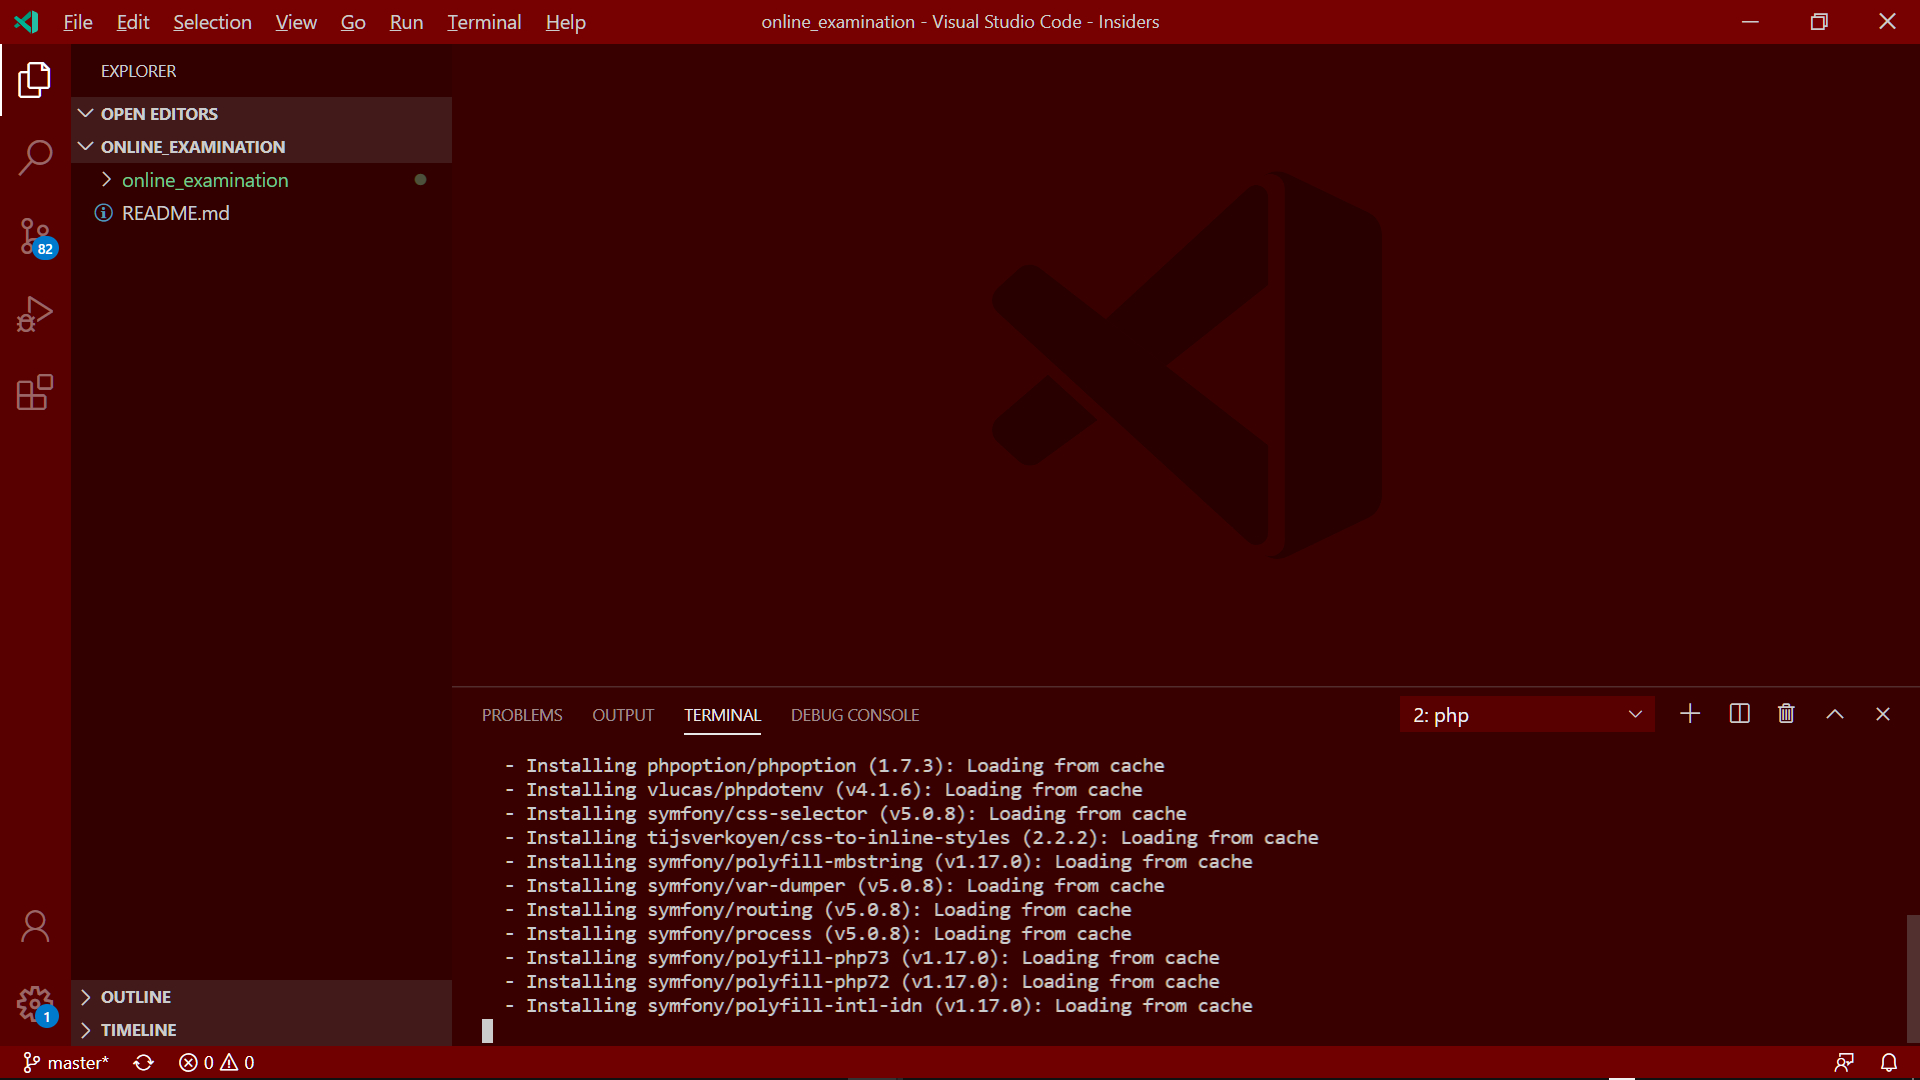 File Edit Selection View Go Run Terminal Help online_examination - Visual Studio Code - Insiders
EXPLORER
OPEN EDITORS
ONLINE_EXAMINATION
online_examination
README.md
82
PROBLEMS OUTPUT TERMINAL DEBUG CONSOLE 2: php
- Installing phpoption/phpoption (1.7.3): Loading from cache
- Installing vlucas/phpdotenv (v4.1.6): Loading from cache
- Installing symfony/css-selector (v5.0.8): Loading from cache
- Installing tijsverkoyen/css-to-inline-styles (2.2.2): Loading from cache
- Installing symfony/polyfill-mbstring (v1.17.0): Loading from cache
- Installing symfony/var-dumper (v5.0.8): Loading from cache
- Installing symfony/routing (v5.0.8): Loading from cache
- Installing symfony/process (v5.0.8): Loading from cache
- Installing symfony/polyfill-php73 (v1.17.0): Loading from cache
- Installing symfony/polyfill-php72 (v1.17.0): Loading from cache
- Installing symfony/polyfill-intl-idn (v1.17.0): Loading from cache
OUTLINE
1
TIMELINE
master* 0 0